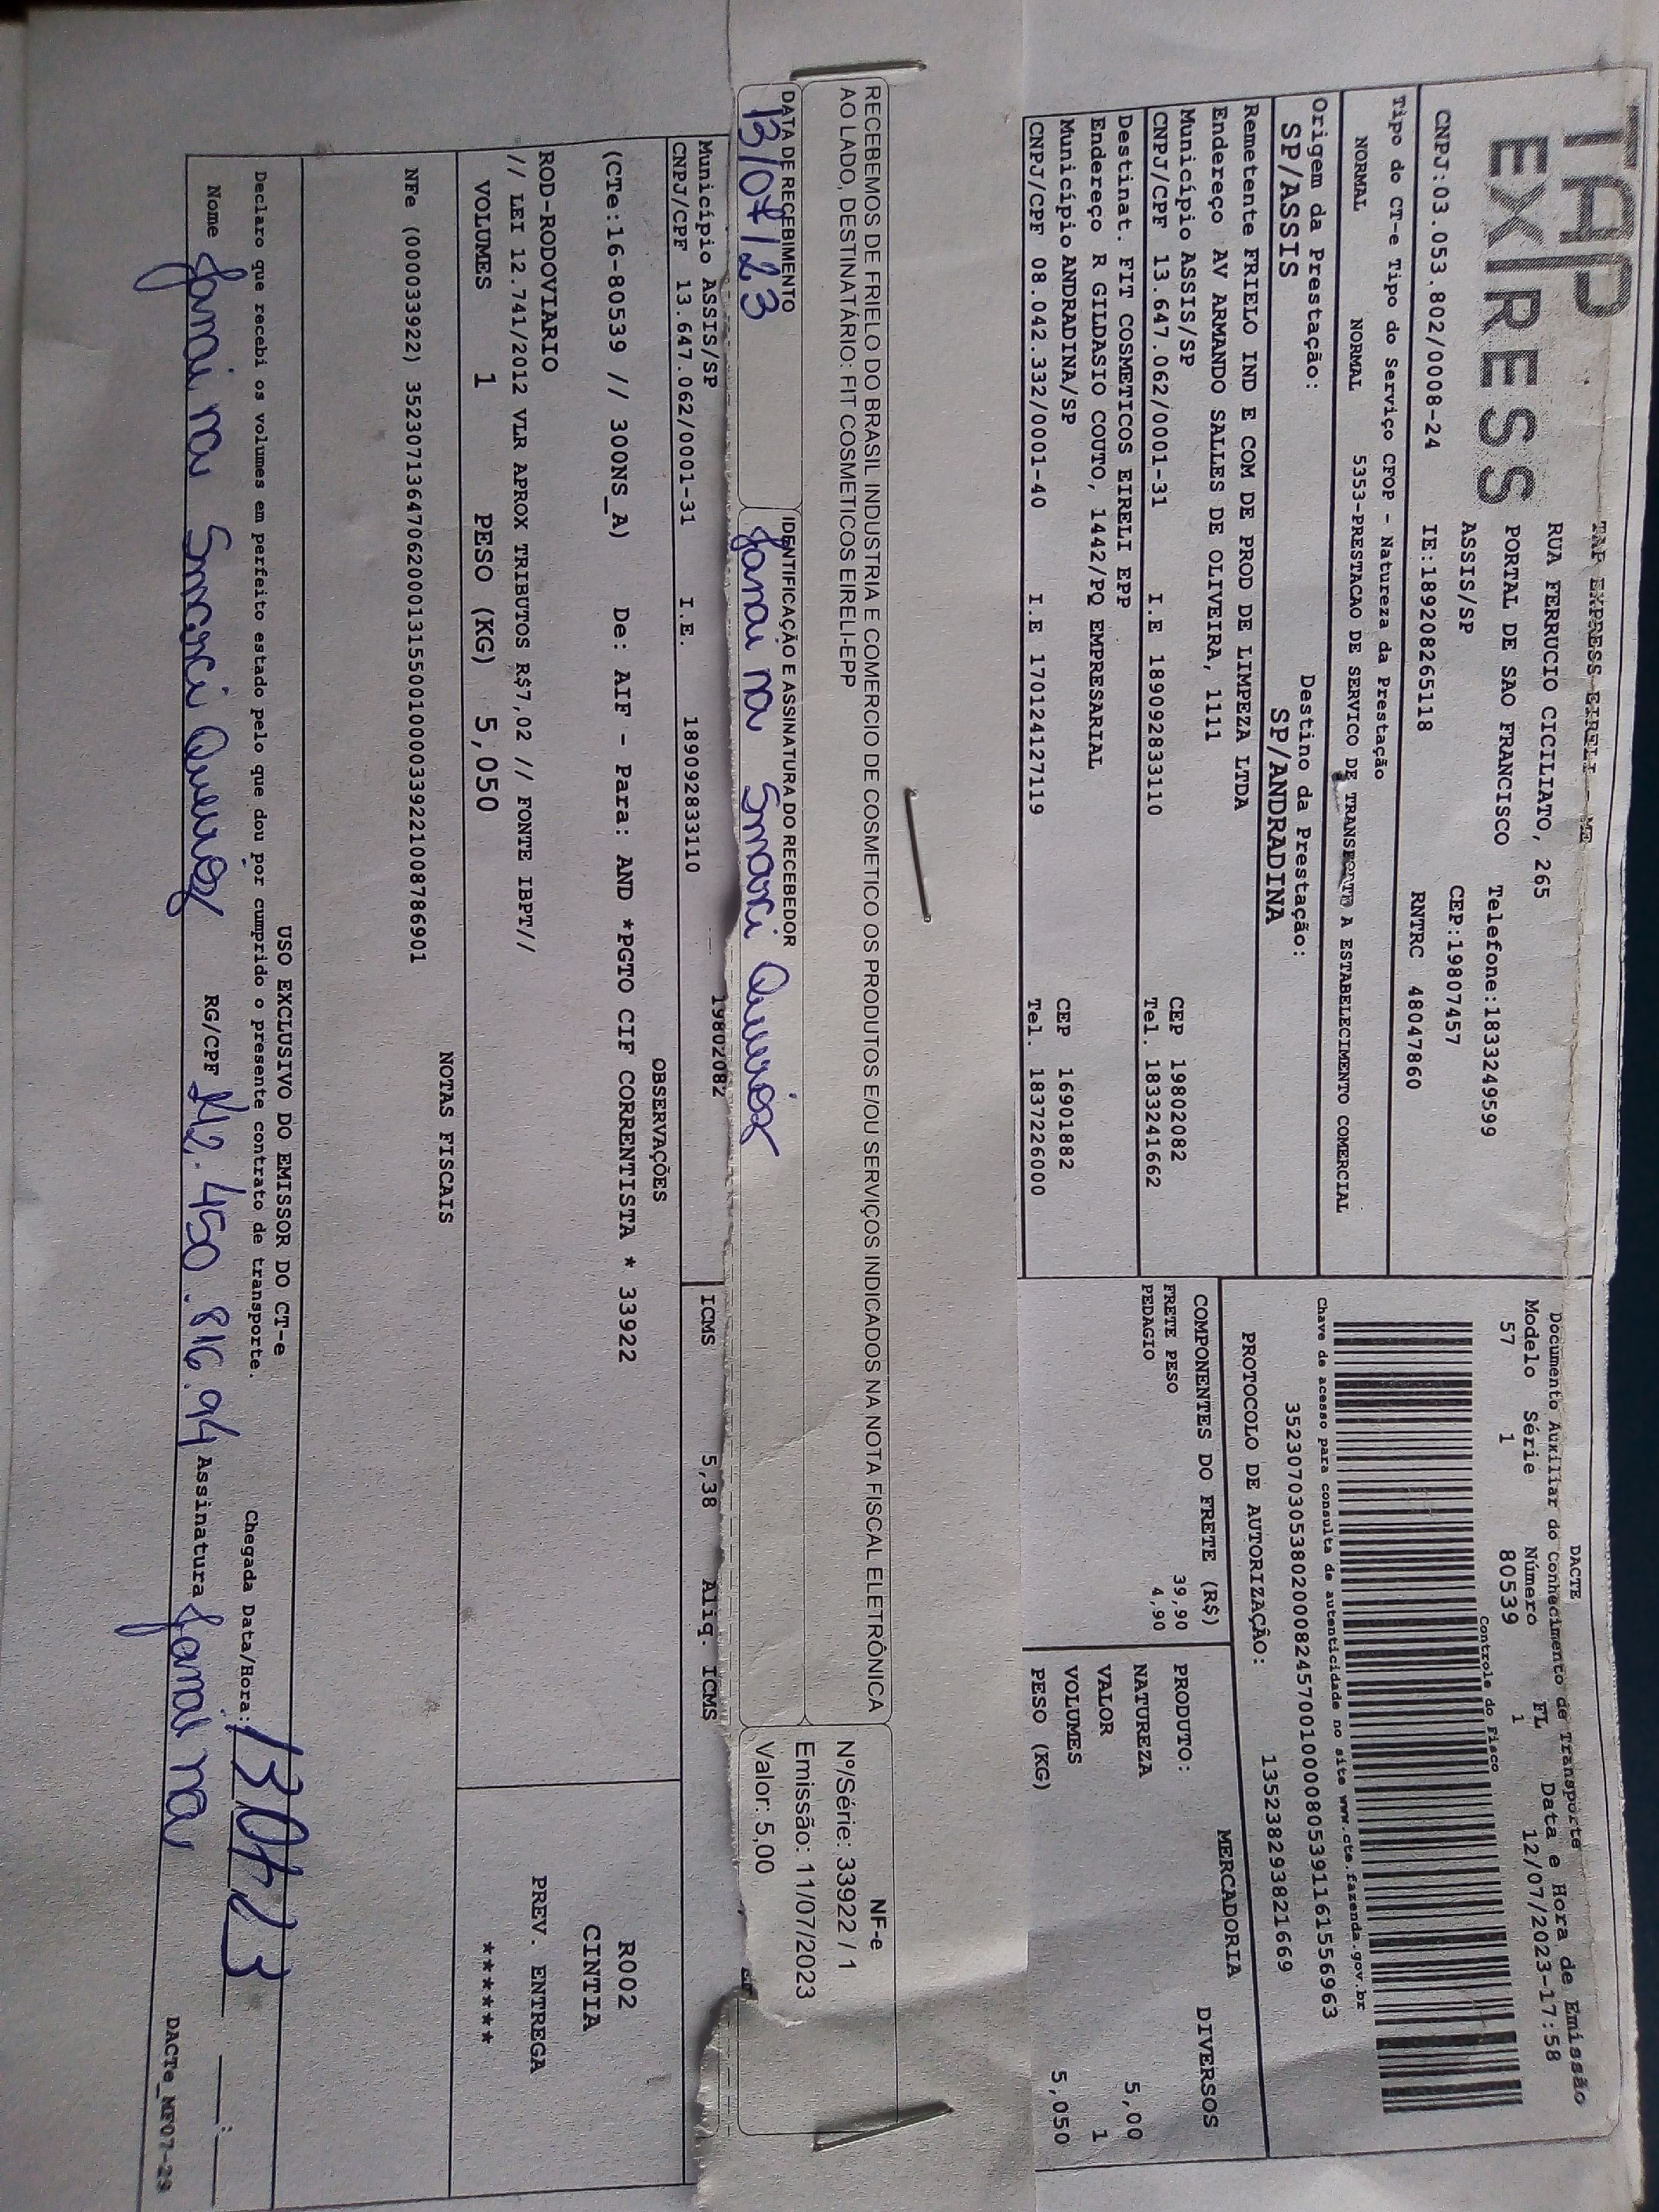 TAP
EXPRESS
TAP EXPRESS EIRELI - ME
RUA FERRUCIO CICILIATO, 265
PORTAL DE SAO FRANCISCO Telefone:1833249599
ASSIS/SP CEP:19807457
CNPJ:03.053.802/0008-24 IE:189208265118 RNTRC 48047860
DACTE
Documento Auxiliar do Conhecimento de Transporte
Modelo Série Número FL Data e Hora de Emissão
57 1 80539 1 12/07/2023-17:58
Controle do Fisco
Chave de acesso para consulta de autenticidade no site www.cte.fazenda.gov.br
35230703053802000824570010000805391161556963
PROTOCOLO DE AUTORIZAÇÃO: 135238293821669
Tipo do CT-e Tipo do Serviço CFOP - Natureza da Prestação
NORMAL NORMAL 5353-PRESTACAO DE SERVICO DE TRANSPORTE A ESTABELECIMENTO COMERCIAL
Origem da Prestação: Destino da Prestação:
SP/ASSIS SP/ANDRADINA
Remetente FRIELO IND E COM DE PROD DE LIMPEZA LTDA
Endereço AV ARMANDO SALLES DE OLIVEIRA, 1111
Município ASSIS/SP CEP 19802082
CNPJ/CPF 13.647.062/0001-31 I.E 189092833110 Tel. 1833241662
Destinat. FIT COSMETICOS EIRELI EPP
Endereço R GILDASIO COUTO, 1442/PQ EMPRESARIAL
Município ANDRADINA/SP CEP 16901882
CNPJ/CPF 08.042.332/0001-40 I.E 170124127119 Tel. 1837226000
COMPONENTES DO FRETE (R$)
FRETE PESO 39,90
PEDAGIO 4,90
MERCADORIA
PRODUTO: DIVERSOS
NATUREZA
VALOR 5,00
VOLUMES 1
PESO (KG) 5,050
RECEBEMOS DE FRIELO DO BRASIL INDUSTRIA E COMERCIO DE COSMETICO OS PRODUTOS E/OU SERVIÇOS INDICADOS NA NOTA FISCAL ELETRÔNICA
AO LADO, DESTINATÁRIO: FIT COSMETICOS EIRELI-EPP
DATA DE RECEBIMENTO IDENTIFICAÇÃO E ASSINATURA DO RECEBEDOR
13/07/23 Janai na Smarci Queiroz
NF-e
Nº/Série: 33922 / 1
Emissão: 11/07/2023
Valor: 5,00
Município ASSIS/SP 19802082
CNPJ/CPF 13.647.062/0001-31 I.E. 189092833110
ICMS 5,38 Aliq. ICMS
OBSERVAÇÕES
(CTe:16-80539 // 300NS_A) De: AIF - Para: AND *PGTO CIF CORRENTISTA * 33922
ROD-RODOVIARIO
// LEI 12.741/2012 VLR APROX TRIBUTOS R$7,02 // FONTE IBPT//
R002
CINTIA
PREV. ENTREGA
******
VOLUMES 1 PESO (KG) 5,050
NOTAS FISCAIS
NFe (000033922) 35230713647062000131550010000339221008786901
USO EXCLUSIVO DO EMISSOR DO CT-e
Declaro que recebi os volumes em perfeito estado pelo que dou por cumprido o presente contrato de transporte.
Chegada Data/Hora: 13 07 23 :
Nome Janai na Smarci Queiroz RG/CPF 442.450.816.94 Assinatura Janaina
DACTe_MF07-23